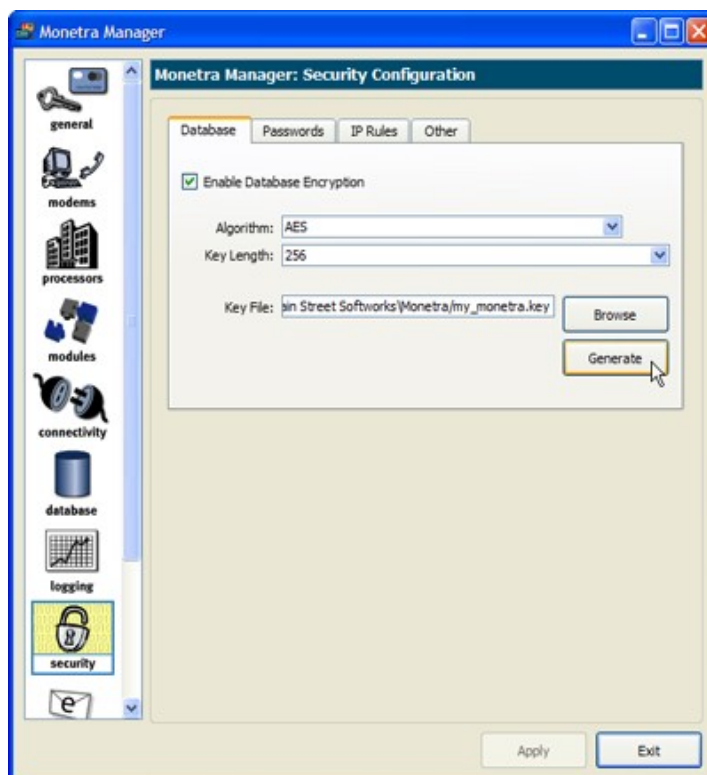 Monetra Manager
general
modems
processors
modules
connectivity
database
logging
security
Monetra Manager: Security Configuration
Database Passwords IP Rules Other
Enable Database Encryption
Algorithm: AES
Key Length: 256
Key File: ain Street Softworks\Monetra/my_monetra.key Browse
Generate
Apply Exit